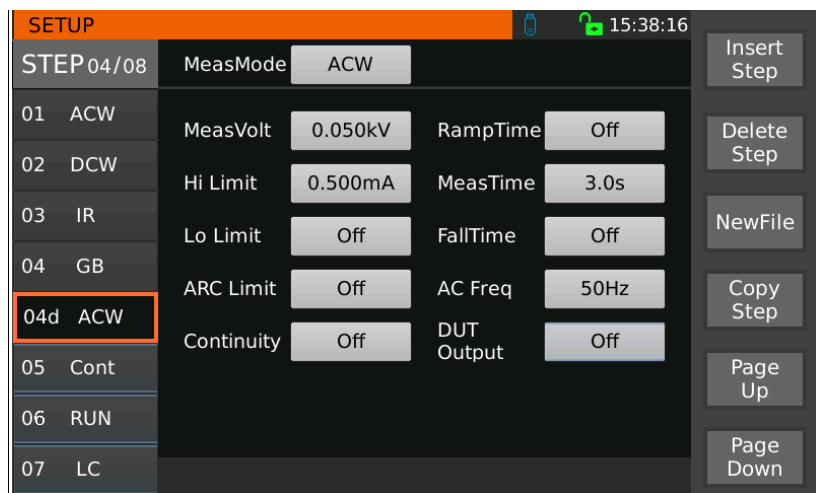 SETUP
15:38:16
STEP 04/08
MeasMode ACW
01 ACW
02 DCW
03 IR
04 GB
04d ACW
05 Cont
06 RUN
07 LC
MeasVolt 0.050kV RampTime Off
Hi Limit 0.500mA MeasTime 3.0s
Lo Limit Off FallTime Off
ARC Limit Off AC Freq 50Hz
Continuity Off DUT
Output Off
Insert
Step
Delete
Step
NewFile
Copy
Step
Page
Up
Page
Down